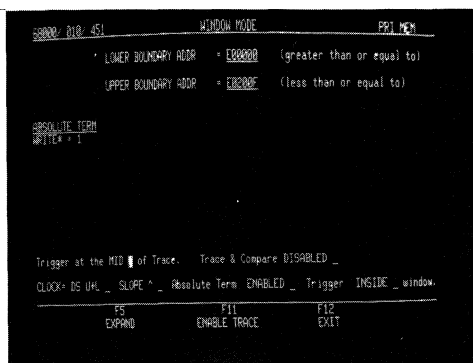 68000/ 010/ 451 WINDOW MODE PRI MEM
* LOWER BOUNDARY ADDR = E00000 (greater than or equal to)
UPPER BOUNDARY ADDR = E0200F (less than or equal to)
ABSOLUTE TERM
WRITE* = 1
Trigger at the MID of Trace. Trace & Compare DISABLED _
CLOCK= DS U+L _ SLOPE ^ _ Absolute Term ENABLED _ Trigger INSIDE _ window.
F5 F11 F12
EXPAND ENABLE TRACE EXIT